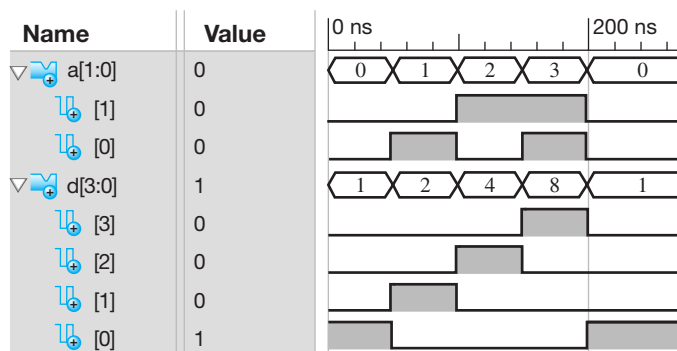 Name Value 0 ns 200 ns
a[1:0] 0 0 1 2 3 0
[1] 0
[0] 0
d[3:0] 1 1 2 4 8 1
[3] 0
[2] 0
[1] 0
[0] 1